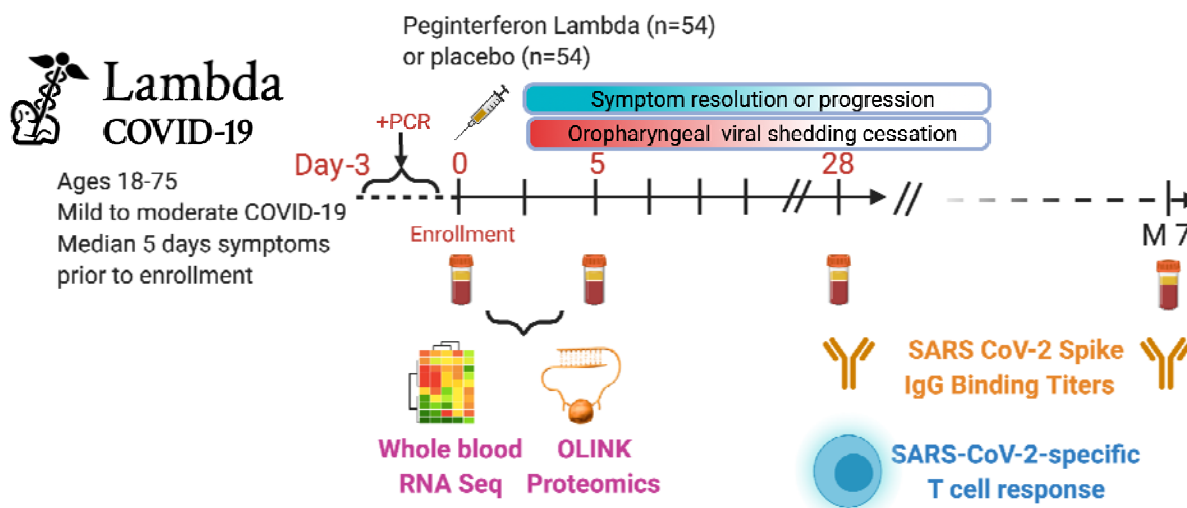 Peginterferon Lambda (n=54)
or placebo (n=54)
Lambda
COVID-19
Symptom resolution or progression
Oropharyngeal viral shedding cessation
+PCR
Day-3
0
5
28
Ages 18-75
Mild to moderate COVID-19
Median 5 days symptoms
prior to enrollment
Enrollment
M 7
SARS CoV-2 Spike
IgG Binding Titers
Whole blood
RNA Seq
OLINK
Proteomics
SARS-CoV-2-specific
T cell response